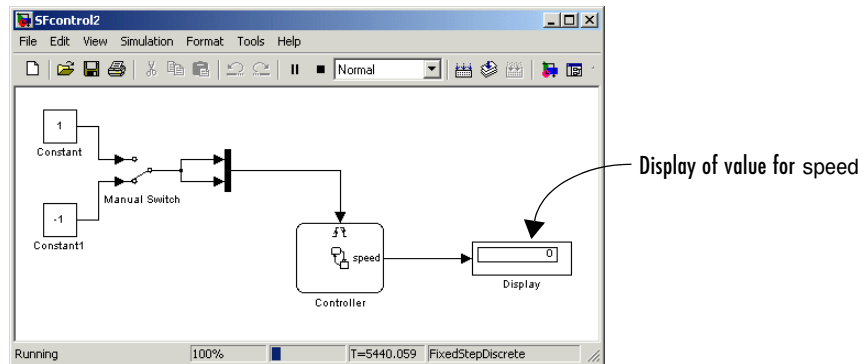 SFcontrol2
File Edit View Simulation Format Tools Help
Normal
1
Constant
Manual Switch
-1
Constant1
speed
Controller
0
Display
Display of value for speed
Running 100% T=5440.059 FixedStepDiscrete